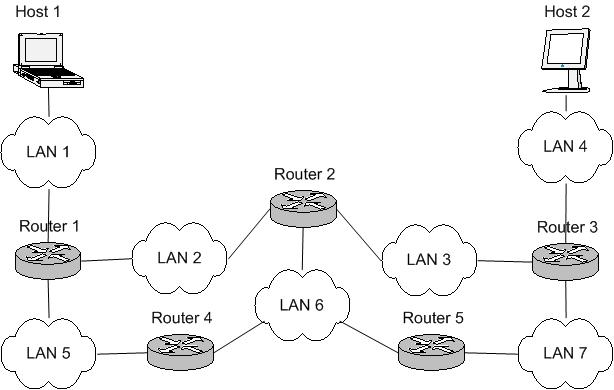 Host 1
Host 2
LAN 1
LAN 4
Router 2
Router 1
Router 3
LAN 2
LAN 3
LAN 6
Router 4
Router 5
LAN 5
LAN 7